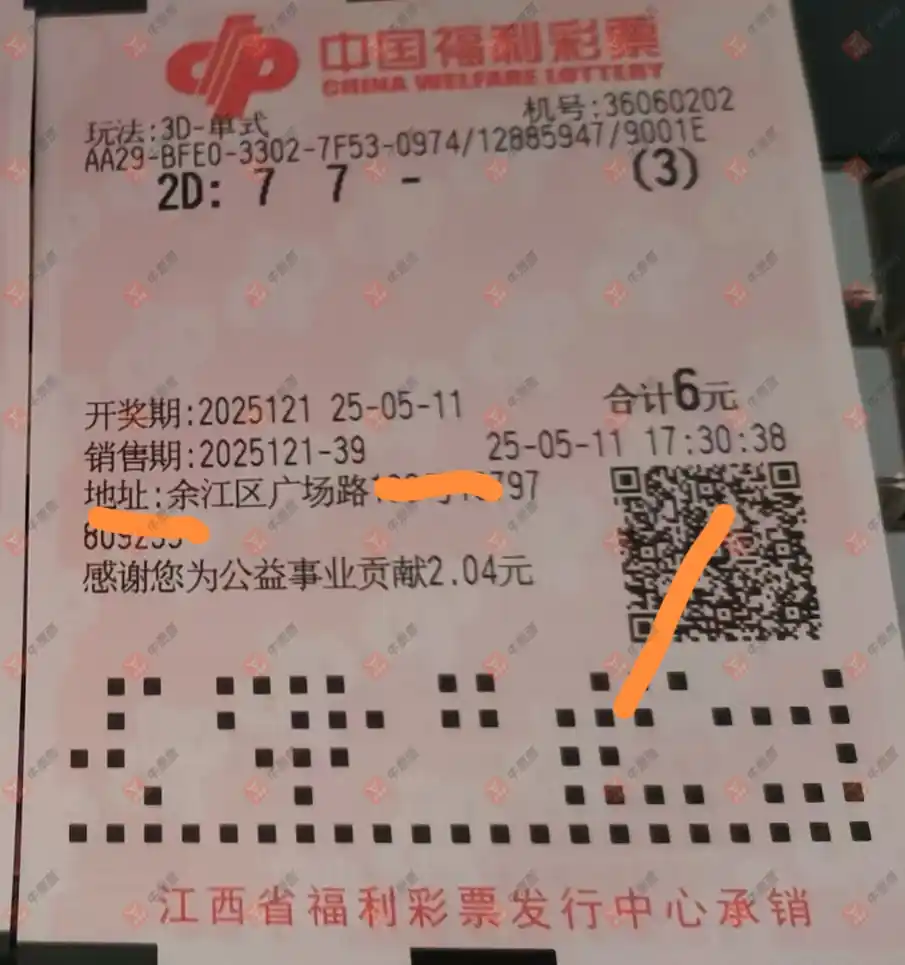 中国福利彩票
CHINA WELFARE LOTTERY
机号:36060202
玩法:3D-单式
AA29-BFE0-3302-7F53-0974/12885947/9001E
2D: 7 7 - (3)
开奖期:2025121 25-05-11 合计6元
销售期:2025121-39 25-05-11 17:30:38
地址:余江区广场路 797
感谢您为公益事业贡献2.04元
江西省福利彩票发行中心承销